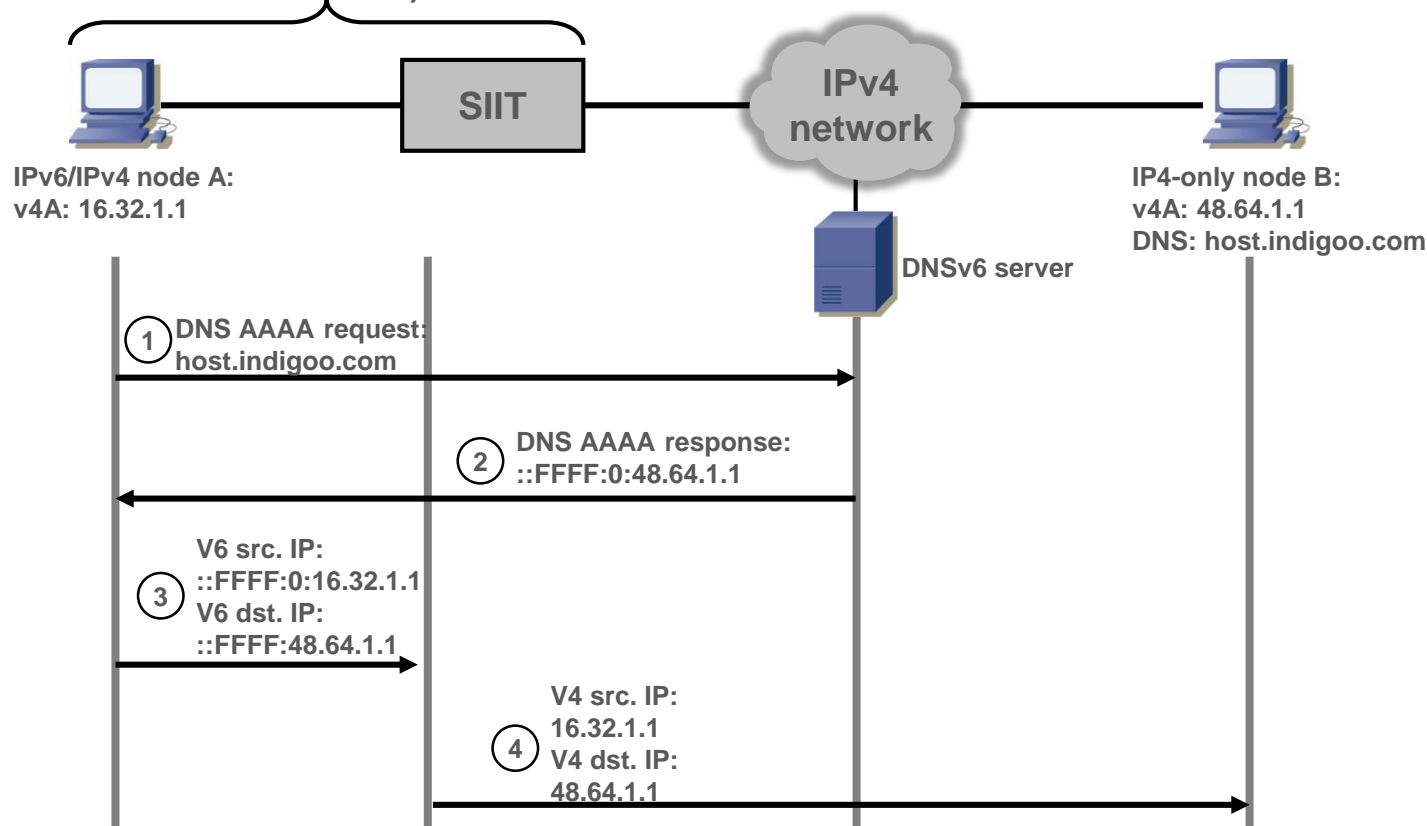 SIIT
IPv4
network
IPv6/IPv4 node A:
v4A: 16.32.1.1
IP4-only node B:
v4A: 48.64.1.1
DNS: host.indigoo.com
DNSv6 server
1
DNS AAAA request:
host.indigoo.com
2
DNS AAAA response:
::FFFF:0:48.64.1.1
3
V6 src. IP:
::FFFF:0:16.32.1.1
V6 dst. IP:
::FFFF:48.64.1.1
4
V4 src. IP:
16.32.1.1
V4 dst. IP:
48.64.1.1